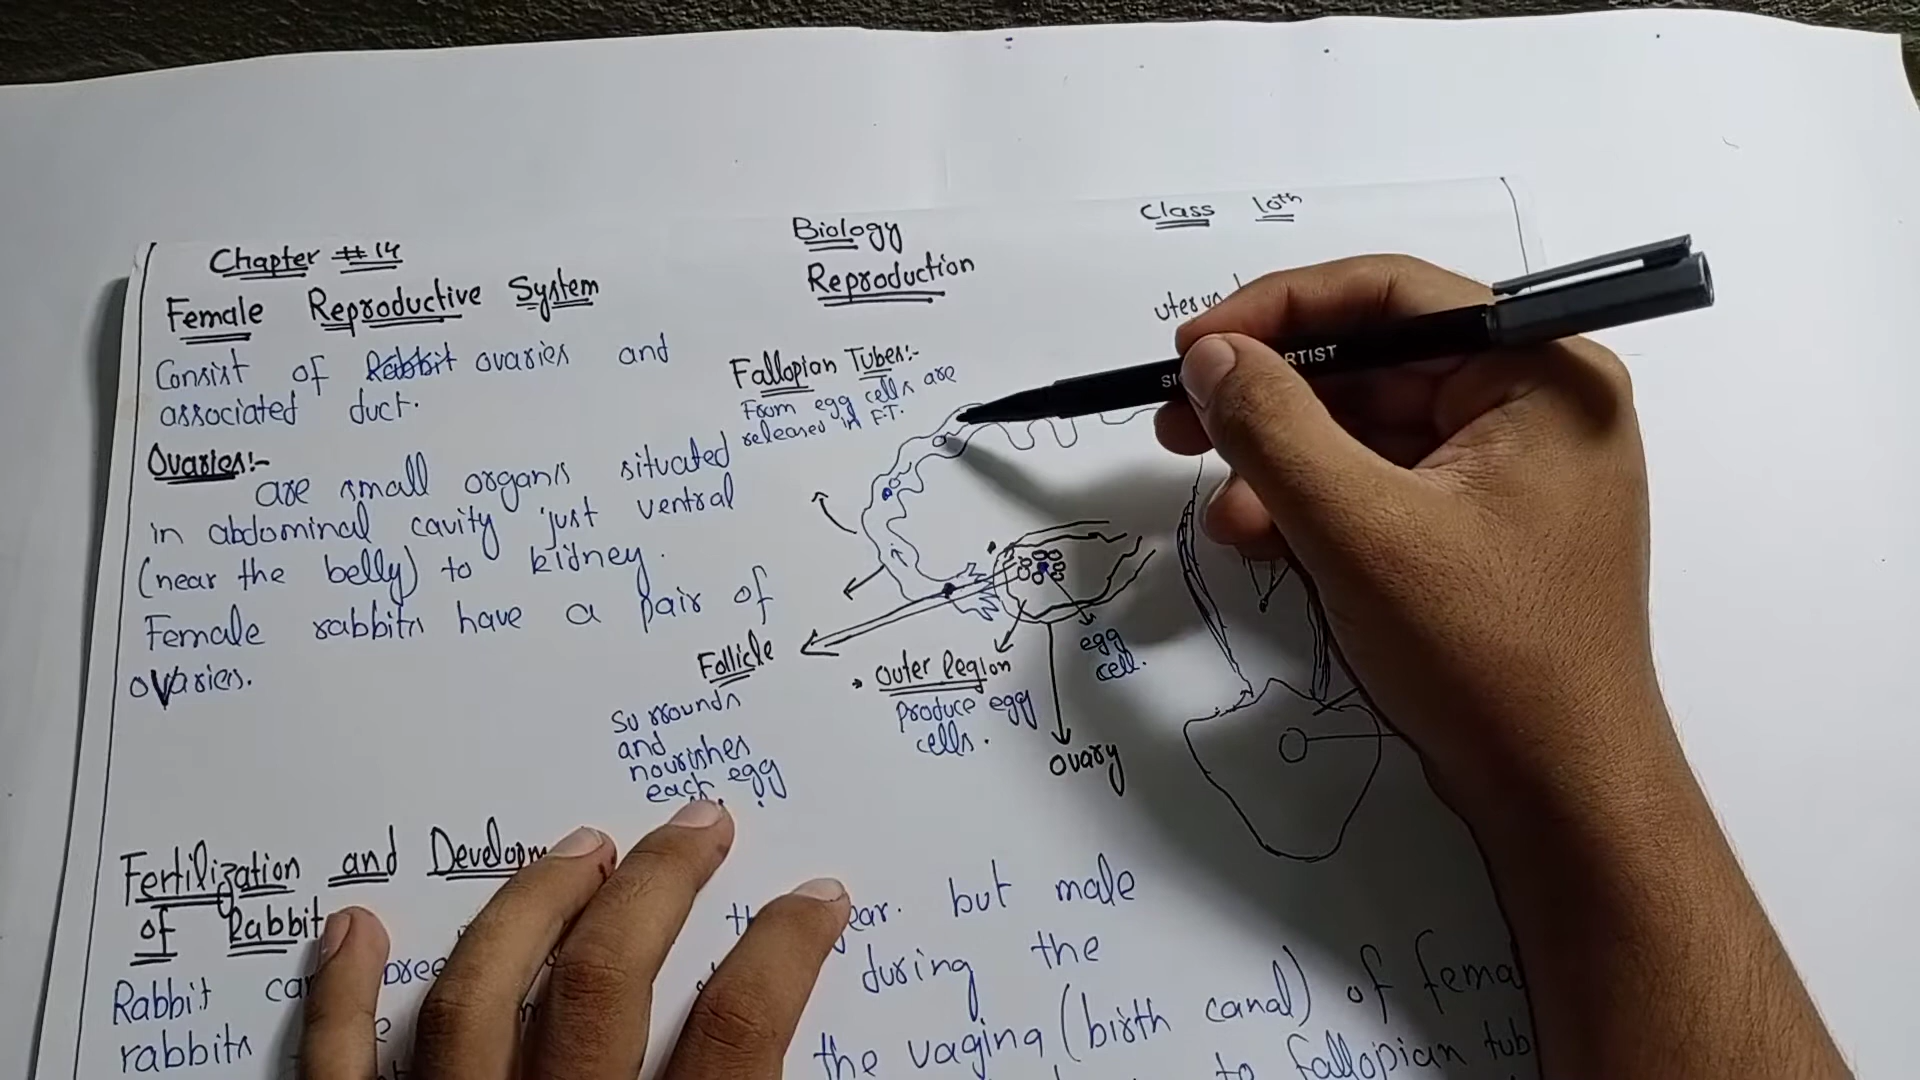 Chapter # 14
Biology
Class 10th
Female Reproductive System
Reproduction
Consist of Rabbit ovaries and
associated duct.
Ovaries:-
are small organs situated
in abdominal cavity just ventral
(near the belly) to kidney.
Female rabbits have a pair of
ovaries.
Fallopian Tubes:-
From egg cells are
released in F.T.
Follicle
Surrounds
and
nourishes
each egg
Outer Region
produce egg
cells.
egg
cell.
Ovary
Fertilization and
of Rabbit
Rabbit
rabbits
but male
during the
the vagina (birth canal) of
to fallopian
ARTIST